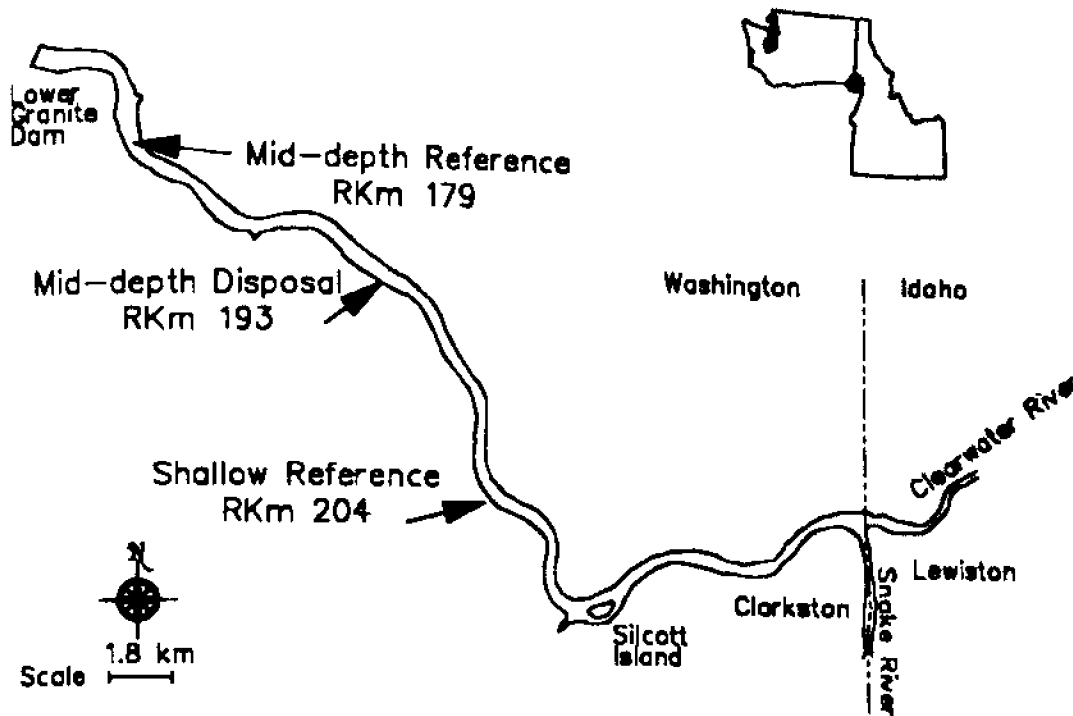 Lower
Granite
Dam
Mid-depth Reference
RKm 179
Mid-depth Disposal
RKm 193
Washington
Idaho
Shallow Reference
RKm 204
Clearwater River
N
1.8 km
Scale
Silcott
Island
Clarkston
Snake River
Lewiston